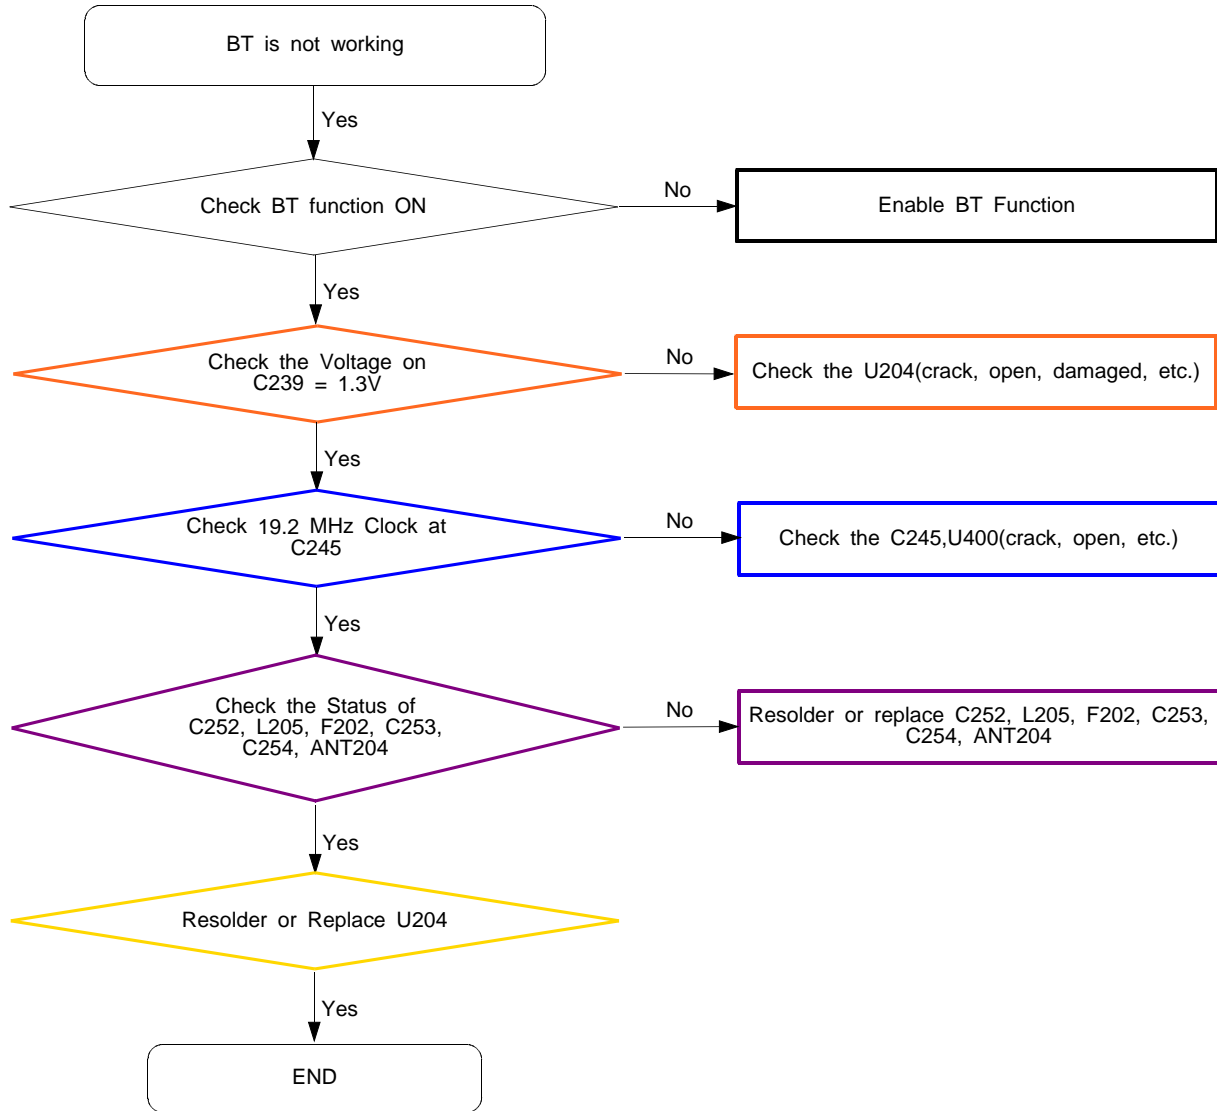 BT is not working
Yes
Check BT function ON
No
Enable BT Function
Yes
Check the Voltage on
C239 = 1.3V
No
Check the U204(crack, open, damaged, etc.)
Yes
Check 19.2 MHz Clock at
C245
No
Check the C245,U400(crack, open, etc.)
Yes
Check the Status of
C252, L205, F202, C253,
C254, ANT204
No
Resolder or replace C252, L205, F202, C253,
C254, ANT204
Yes
Resolder or Replace U204
Yes
END